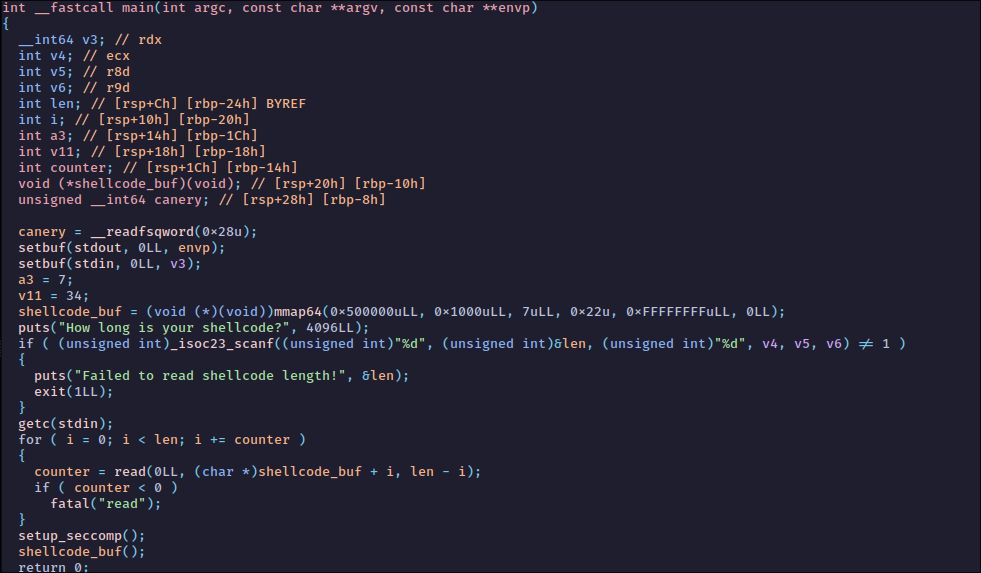 int __fastcall main(int argc, const char **argv, const char **envp)
{
  __int64 v3; // rdx
  int v4; // ecx
  int v5; // r8d
  int v6; // r9d
  int len; // [rsp+Ch] [rbp-24h] BYREF
  int i; // [rsp+10h] [rbp-20h]
  int a3; // [rsp+14h] [rbp-1Ch]
  int v11; // [rsp+18h] [rbp-18h]
  int counter; // [rsp+1Ch] [rbp-14h]
  void (*shellcode_buf)(void); // [rsp+20h] [rbp-10h]
  unsigned __int64 canery; // [rsp+28h] [rbp-8h]

  canery = __readfsqword(0×28u);
  setbuf(stdout, 0LL, envp);
  setbuf(stdin, 0LL, v3);
  a3 = 7;
  v11 = 34;
  shellcode_buf = (void (*)(void))mmap64(0×500000uLL, 0×1000uLL, 7uLL, 0×22u, 0×FFFFFFFFuLL, 0LL);
  puts("How long is your shellcode?", 4096LL);
  if ( (unsigned int)_isoc23_scanf((unsigned int)"%d", (unsigned int)&len, (unsigned int)"%d", v4, v5, v6) ≠ 1 )
  {
    puts("Failed to read shellcode length!", &len);
    exit(1LL);
  }
  getc(stdin);
  for ( i = 0; i < len; i += counter )
  {
    counter = read(0LL, (char *)shellcode_buf + i, len - i);
    if ( counter < 0 )
      fatal("read");
  }
  setup_seccomp();
  shellcode_buf();
  return 0;